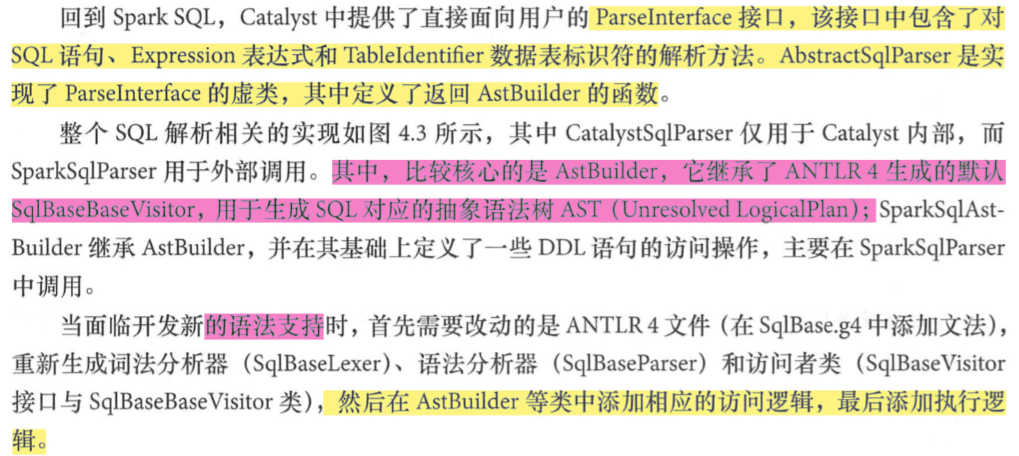 回到 Spark SQL，Catalyst 中提供了直接面向用户的 ParseInterface 接口，该接口中包含了对
SQL 语句、Expression 表达式和 TableIdentifier 数据表标识符的解析方法。AbstractSqlParser 是实
现了 ParseInterface 的虚类，其中定义了返回 AstBuilder 的函数。
整个 SQL 解析相关的实现如图 4.3 所示，其中 CatalystSqlParser 仅用于 Catalyst 内部，而
SparkSqlParser 用于外部调用。其中，比较核心的是 AstBuilder，它继承了 ANTLR 4 生成的默认
SqlBaseBaseVisitor，用于生成 SQL 对应的抽象语法树 AST（Unresolved LogicalPlan）；SparkSqlAst-
Builder 继承 AstBuilder，并在其基础上定义了一些 DDL 语句的访问操作，主要在 SparkSqlParser
中调用。
当面临开发新的语法支持时，首先需要改动的是 ANTLR 4 文件（在 SqlBase.g4 中添加文法），
重新生成词法分析器（SqlBaseLexer）、语法分析器（SqlBaseParser）和访问者类（SqlBaseVisitor
接口与 SqlBaseBaseVisitor 类），然后在 AstBuilder 等类中添加相应的访问逻辑，最后添加执行逻
辑。